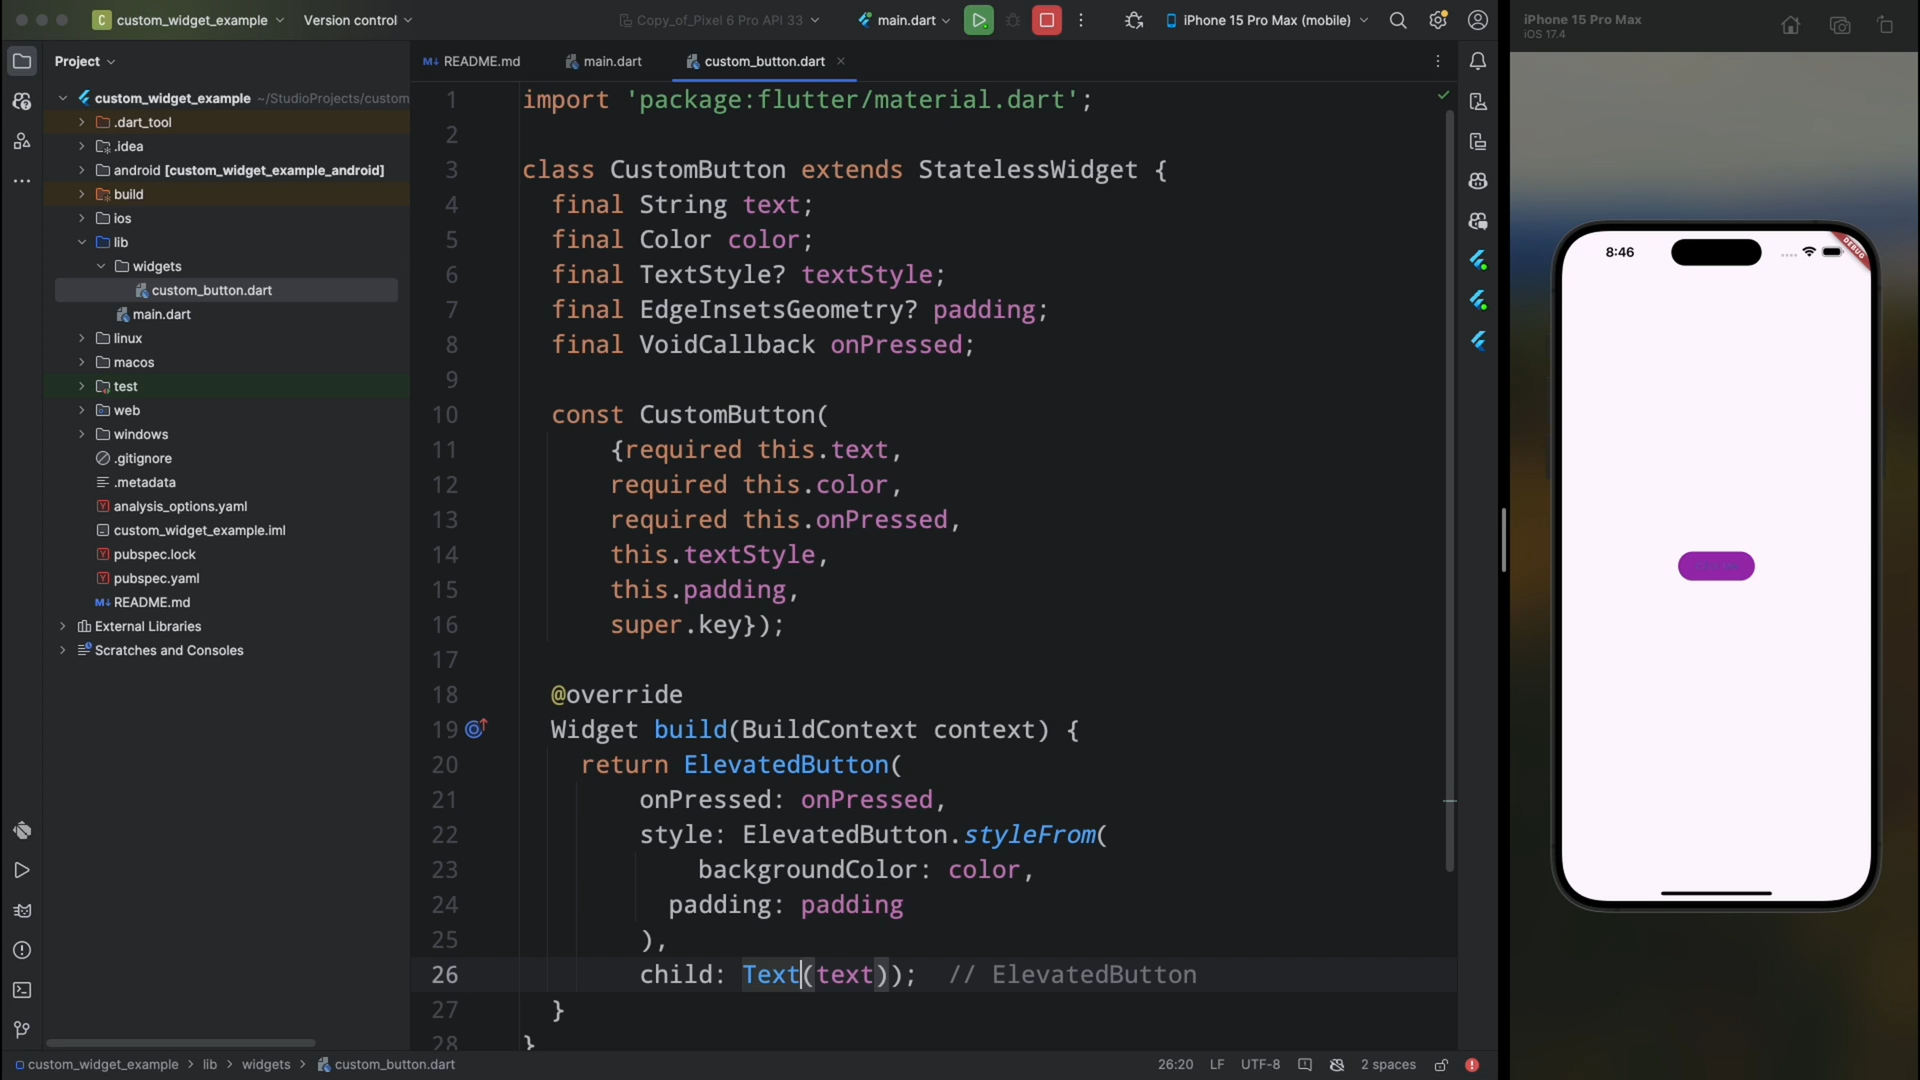 custom_widget_example
Version control
Copy_of_Pixel 6 Pro API 33
main.dart
iPhone 15 Pro Max (mobile)
iPhone 15 Pro Max
iOS 17.4
Project
README.md
main.dart
custom_button.dart
custom_widget_example ~/StudioProjects/custom
.dart_tool
.idea
android [custom_widget_example_android]
build
ios
lib
widgets
custom_button.dart
main.dart
linux
macos
test
web
windows
.gitignore
.metadata
analysis_options.yaml
custom_widget_example.iml
pubspec.lock
pubspec.yaml
README.md
External Libraries
Scratches and Consoles
1 import 'package:flutter/material.dart';
2
3 class CustomButton extends StatelessWidget {
4 final String text;
5 final Color color;
6 final TextStyle? textStyle;
7 final EdgeInsetsGeometry? padding;
8 final VoidCallback onPressed;
9
10 const CustomButton(
11 {required this.text,
12 required this.color,
13 required this.onPressed,
14 this.textStyle,
15 this.padding,
16 super.key});
17
18 @override
19 Widget build(BuildContext context) {
20 return ElevatedButton(
21 onPressed: onPressed,
22 style: ElevatedButton.styleFrom(
23 backgroundColor: color,
24 padding: padding
25 ),
26 child: Text(text)); // ElevatedButton
27 }
28 }
8:46
DEBUG
custom_widget_example > lib > widgets > custom_button.dart
26:20 LF UTF-8 2 spaces